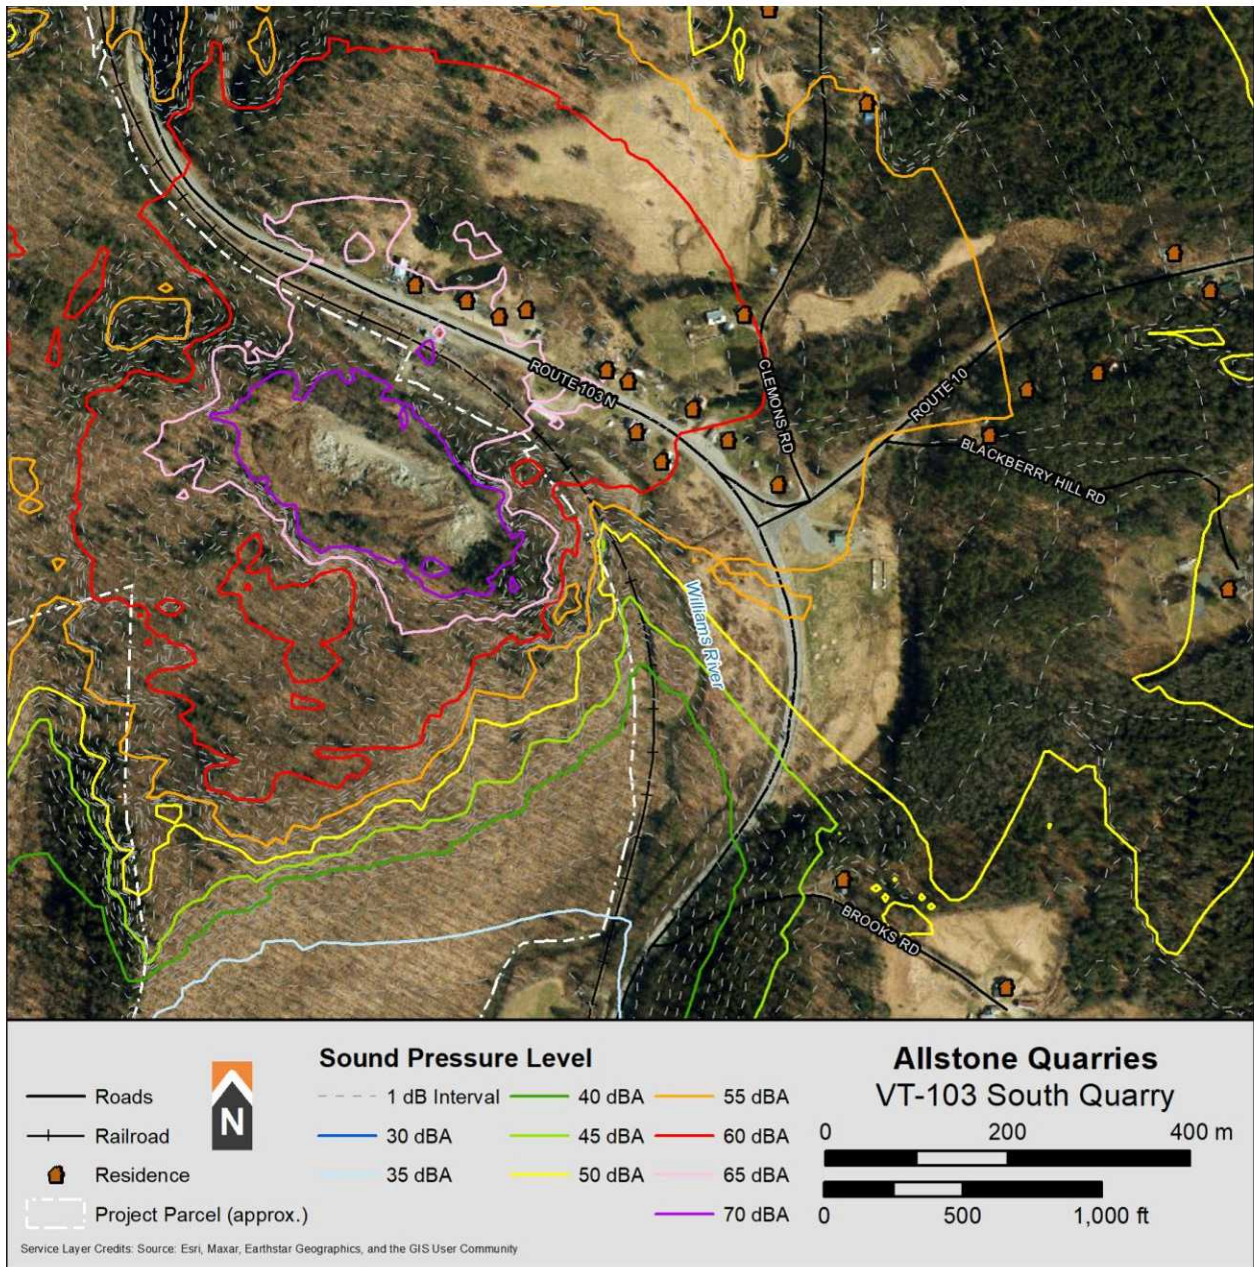 ROUTE 103 N
CLEMONS RD
ROUTE 10
BLACKBERRY HILL RD
Williams River
BROOKS RD
Sound Pressure Level
Allstone Quarries
VT-103 South Quarry
Roads
Railroad
Residence
Project Parcel (approx.)
N
1 dB Interval
30 dBA
35 dBA
40 dBA
45 dBA
50 dBA
55 dBA
60 dBA
65 dBA
70 dBA
0 200 400 m
0 500 1,000 ft
Service Layer Credits: Source: Esri, Maxar, Earthstar Geographics, and the GIS User Community